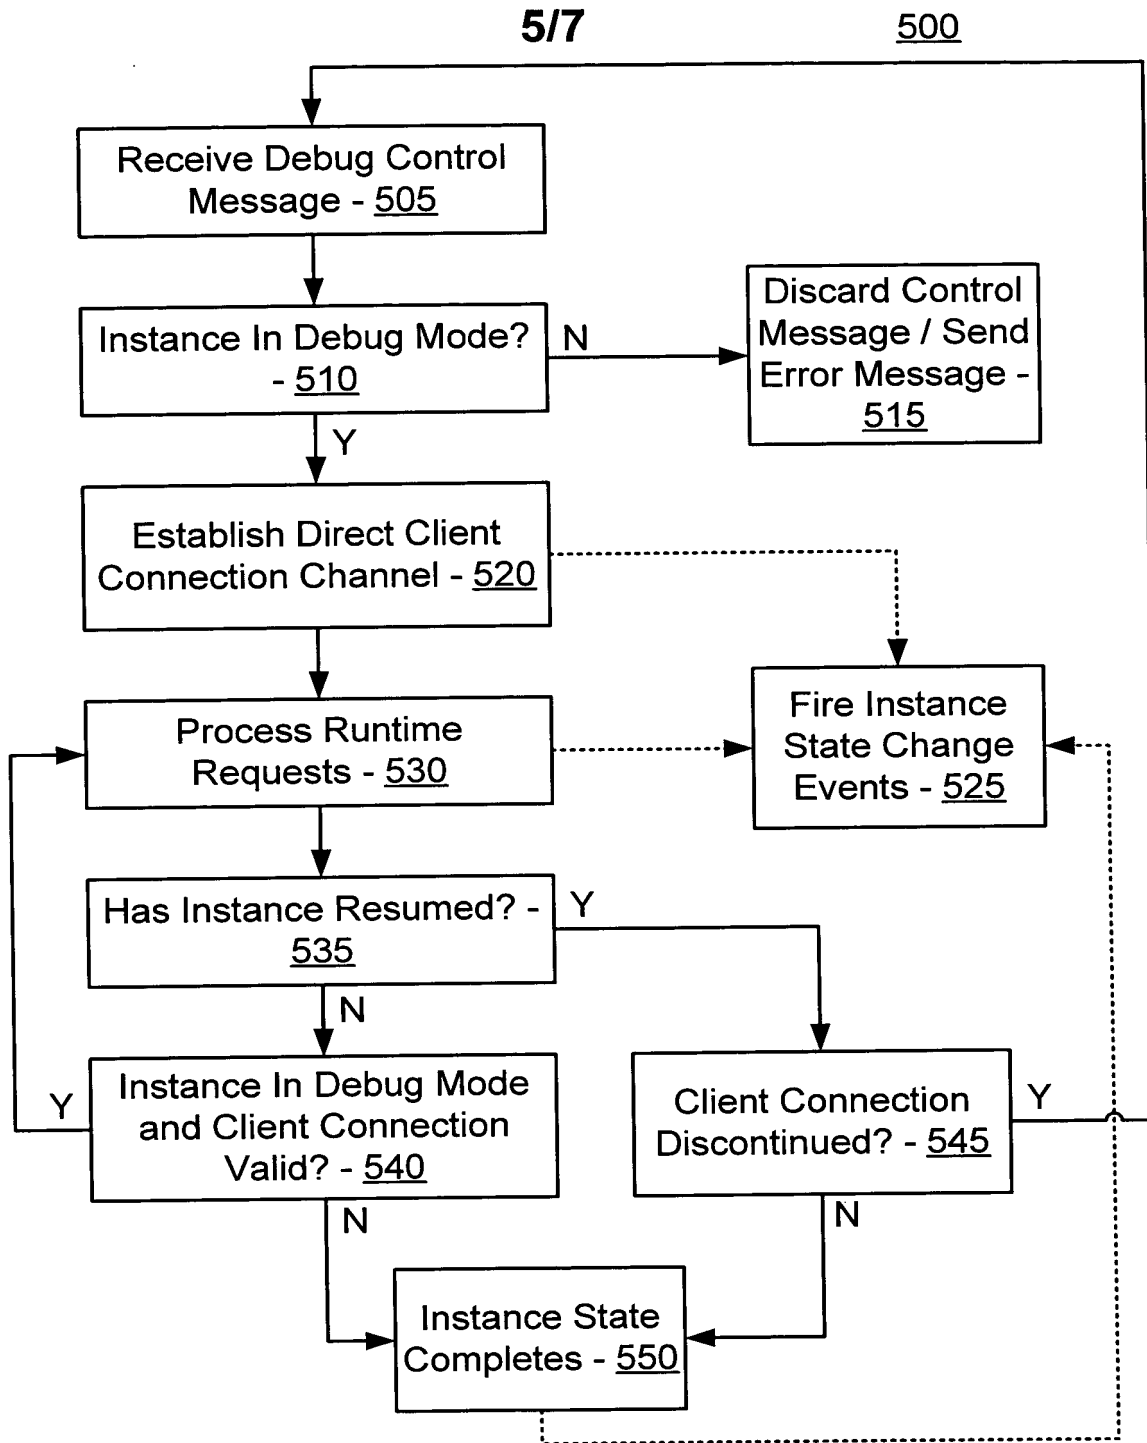 5/7
500
Receive Debug Control
Message - 505
Instance In Debug Mode?
- 510
N
Discard Control
Message / Send
Error Message -
515
Y
Establish Direct Client
Connection Channel - 520
Process Runtime
Requests - 530
Fire Instance
State Change
Events - 525
Has Instance Resumed? -
535
Y
N
Instance In Debug Mode
and Client Connection
Valid? - 540
Y
Client Connection
Discontinued? - 545
Y
N
N
Instance State
Completes - 550